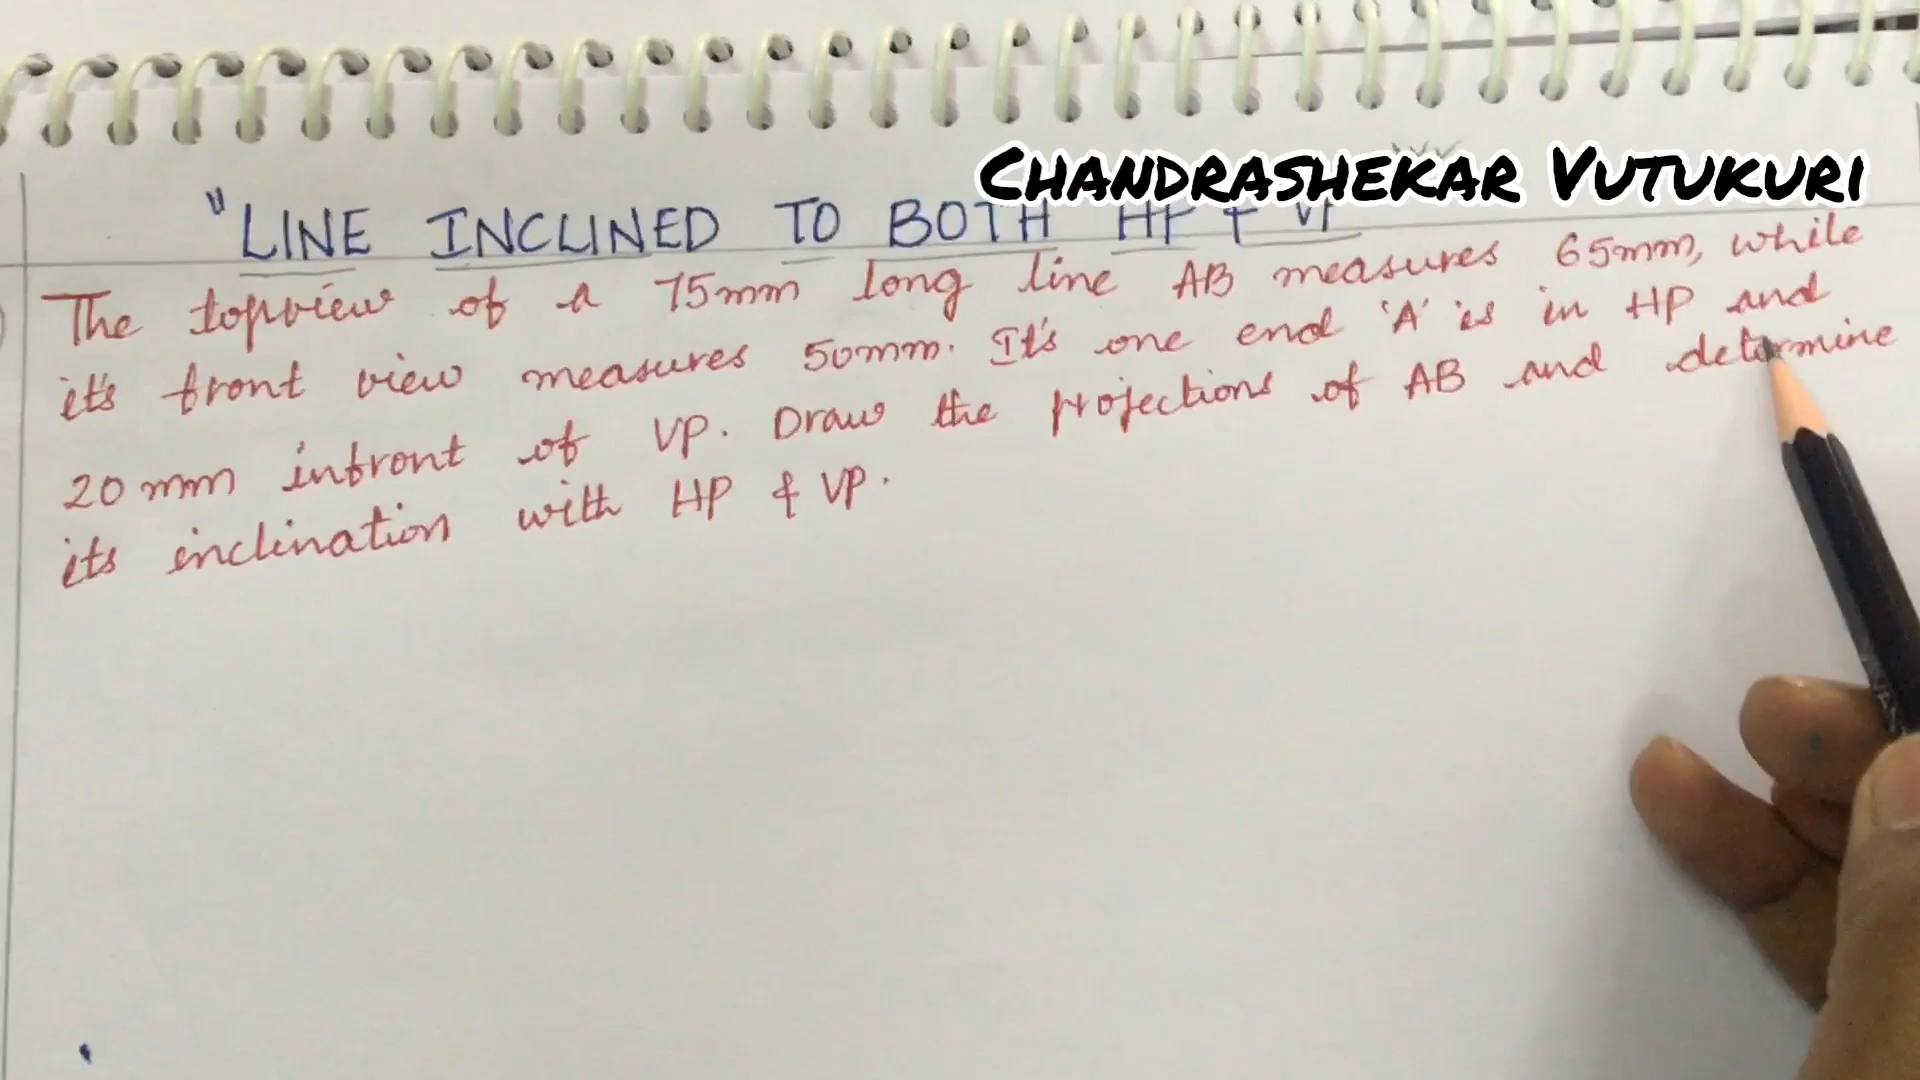 CHANDRASHEKAR VUTUKURI
"LINE INCLINED TO BOTH HP & VP
The topview of a 75mm long line AB measures 65mm, while
it's front view measures 50mm. It's one end 'A' is in HP and
20mm infront of VP. Draw the projections of AB and determine
its inclination with HP & VP.